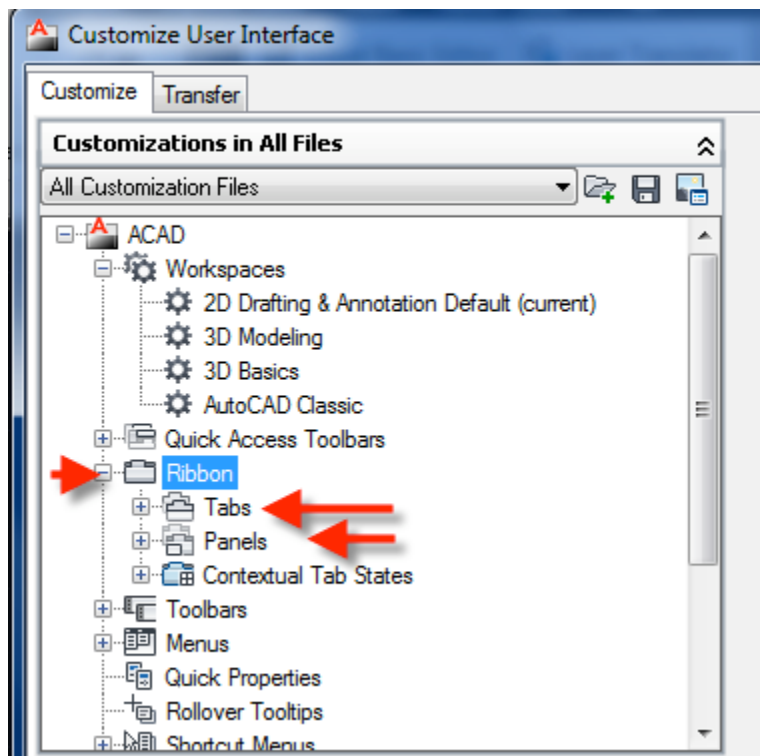 Customize User Interface
Customize Transfer
Customizations in All Files
All Customization Files
ACAD
Workspaces
2D Drafting & Annotation Default (current)
3D Modeling
3D Basics
AutoCAD Classic
Quick Access Toolbars
Ribbon
Tabs
Panels
Contextual Tab States
Toolbars
Menus
Quick Properties
Rollover Tooltips
Shortcut Menus